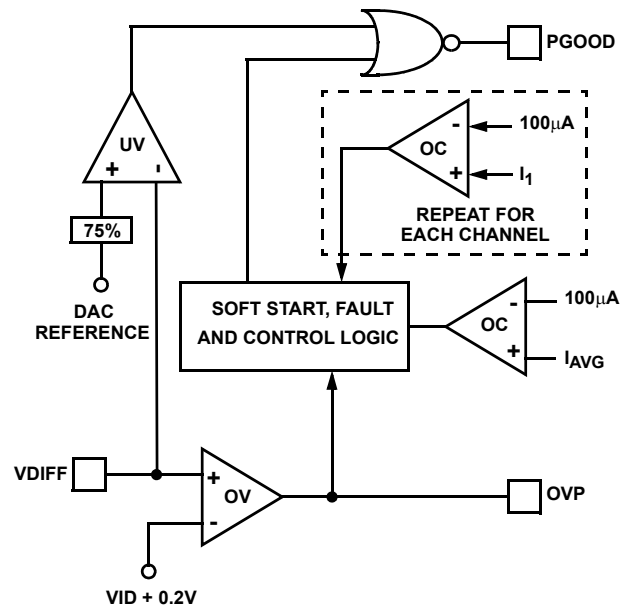 PGOOD
UV
+ -
75%
DAC
REFERENCE
- 100µA
OC
+ I1
REPEAT FOR
EACH CHANNEL
SOFT START, FAULT
AND CONTROL LOGIC
- 100µA
OC
+ IAVG
VDIFF
+
OV
-
OVP
VID + 0.2V